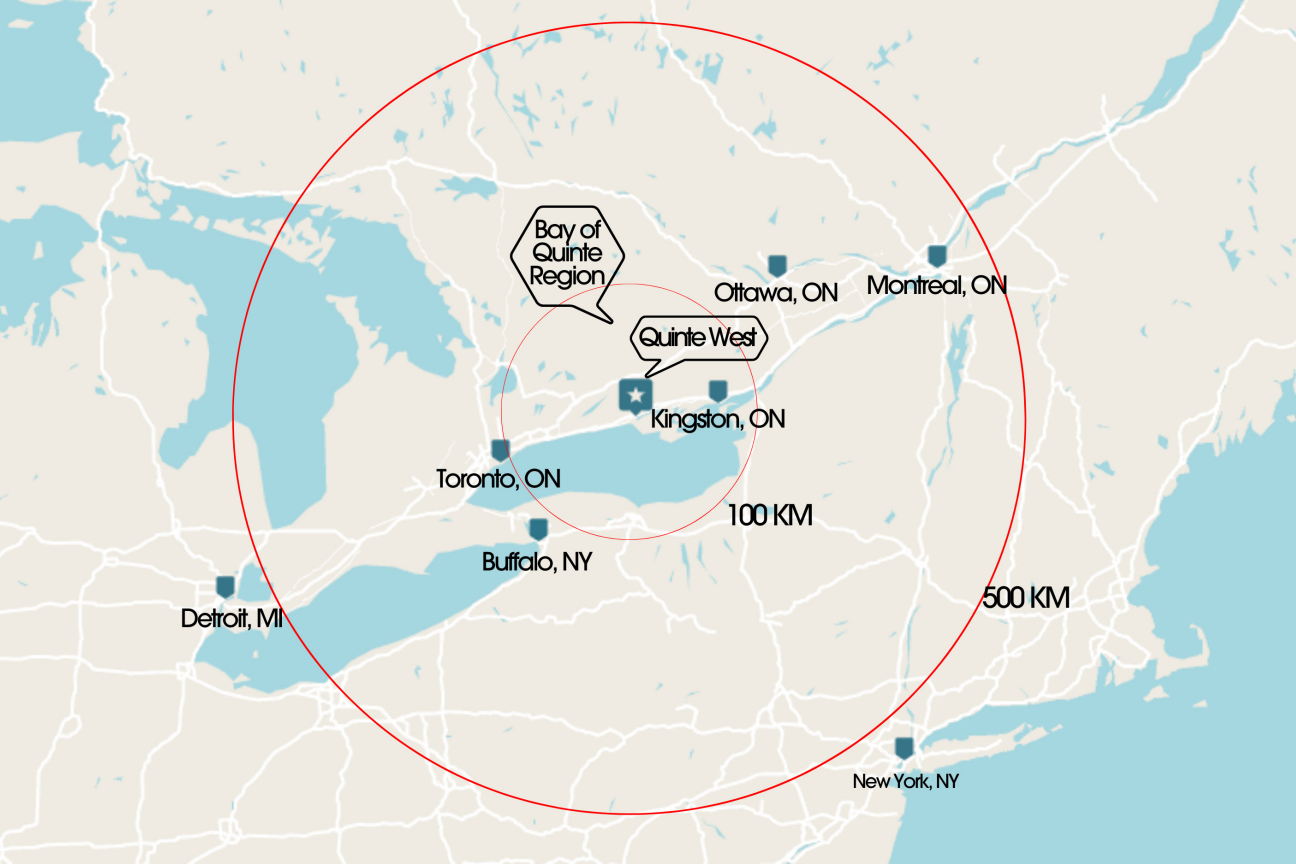 Bay of
Quinte
Region
Ottawa, ON
Montreal, ON
Quinte West
Kingston, ON
Toronto, ON
100 KM
Buffalo, NY
500 KM
Detroit, MI
New York, NY